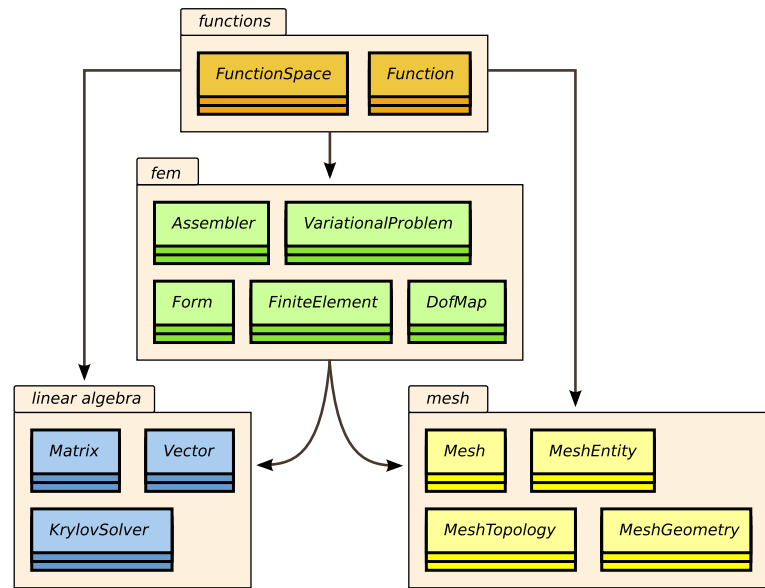 functions
FunctionSpace
Function
fem
Assembler
VariationalProblem
Form
FiniteElement
DofMap
linear algebra
Matrix
Vector
KrylovSolver
mesh
Mesh
MeshEntity
MeshTopology
MeshGeometry